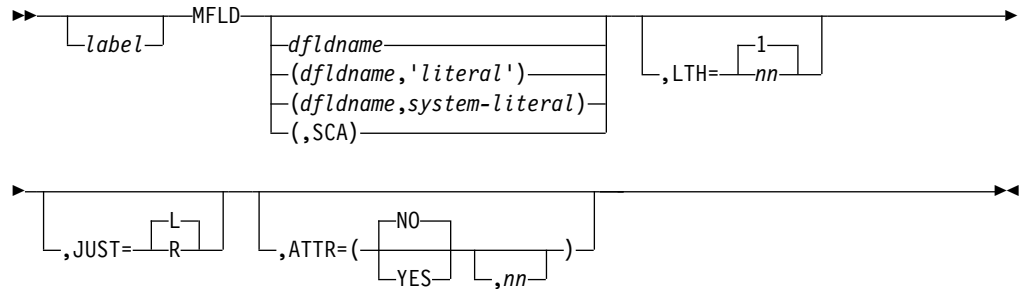 MFLD
label
dfldname
(dfldname,'literal')
(dfldname,system-literal)
(,SCA)
1
,LTH= nn
L
,JUST= R
NO
,ATTR=( YES ,nn )